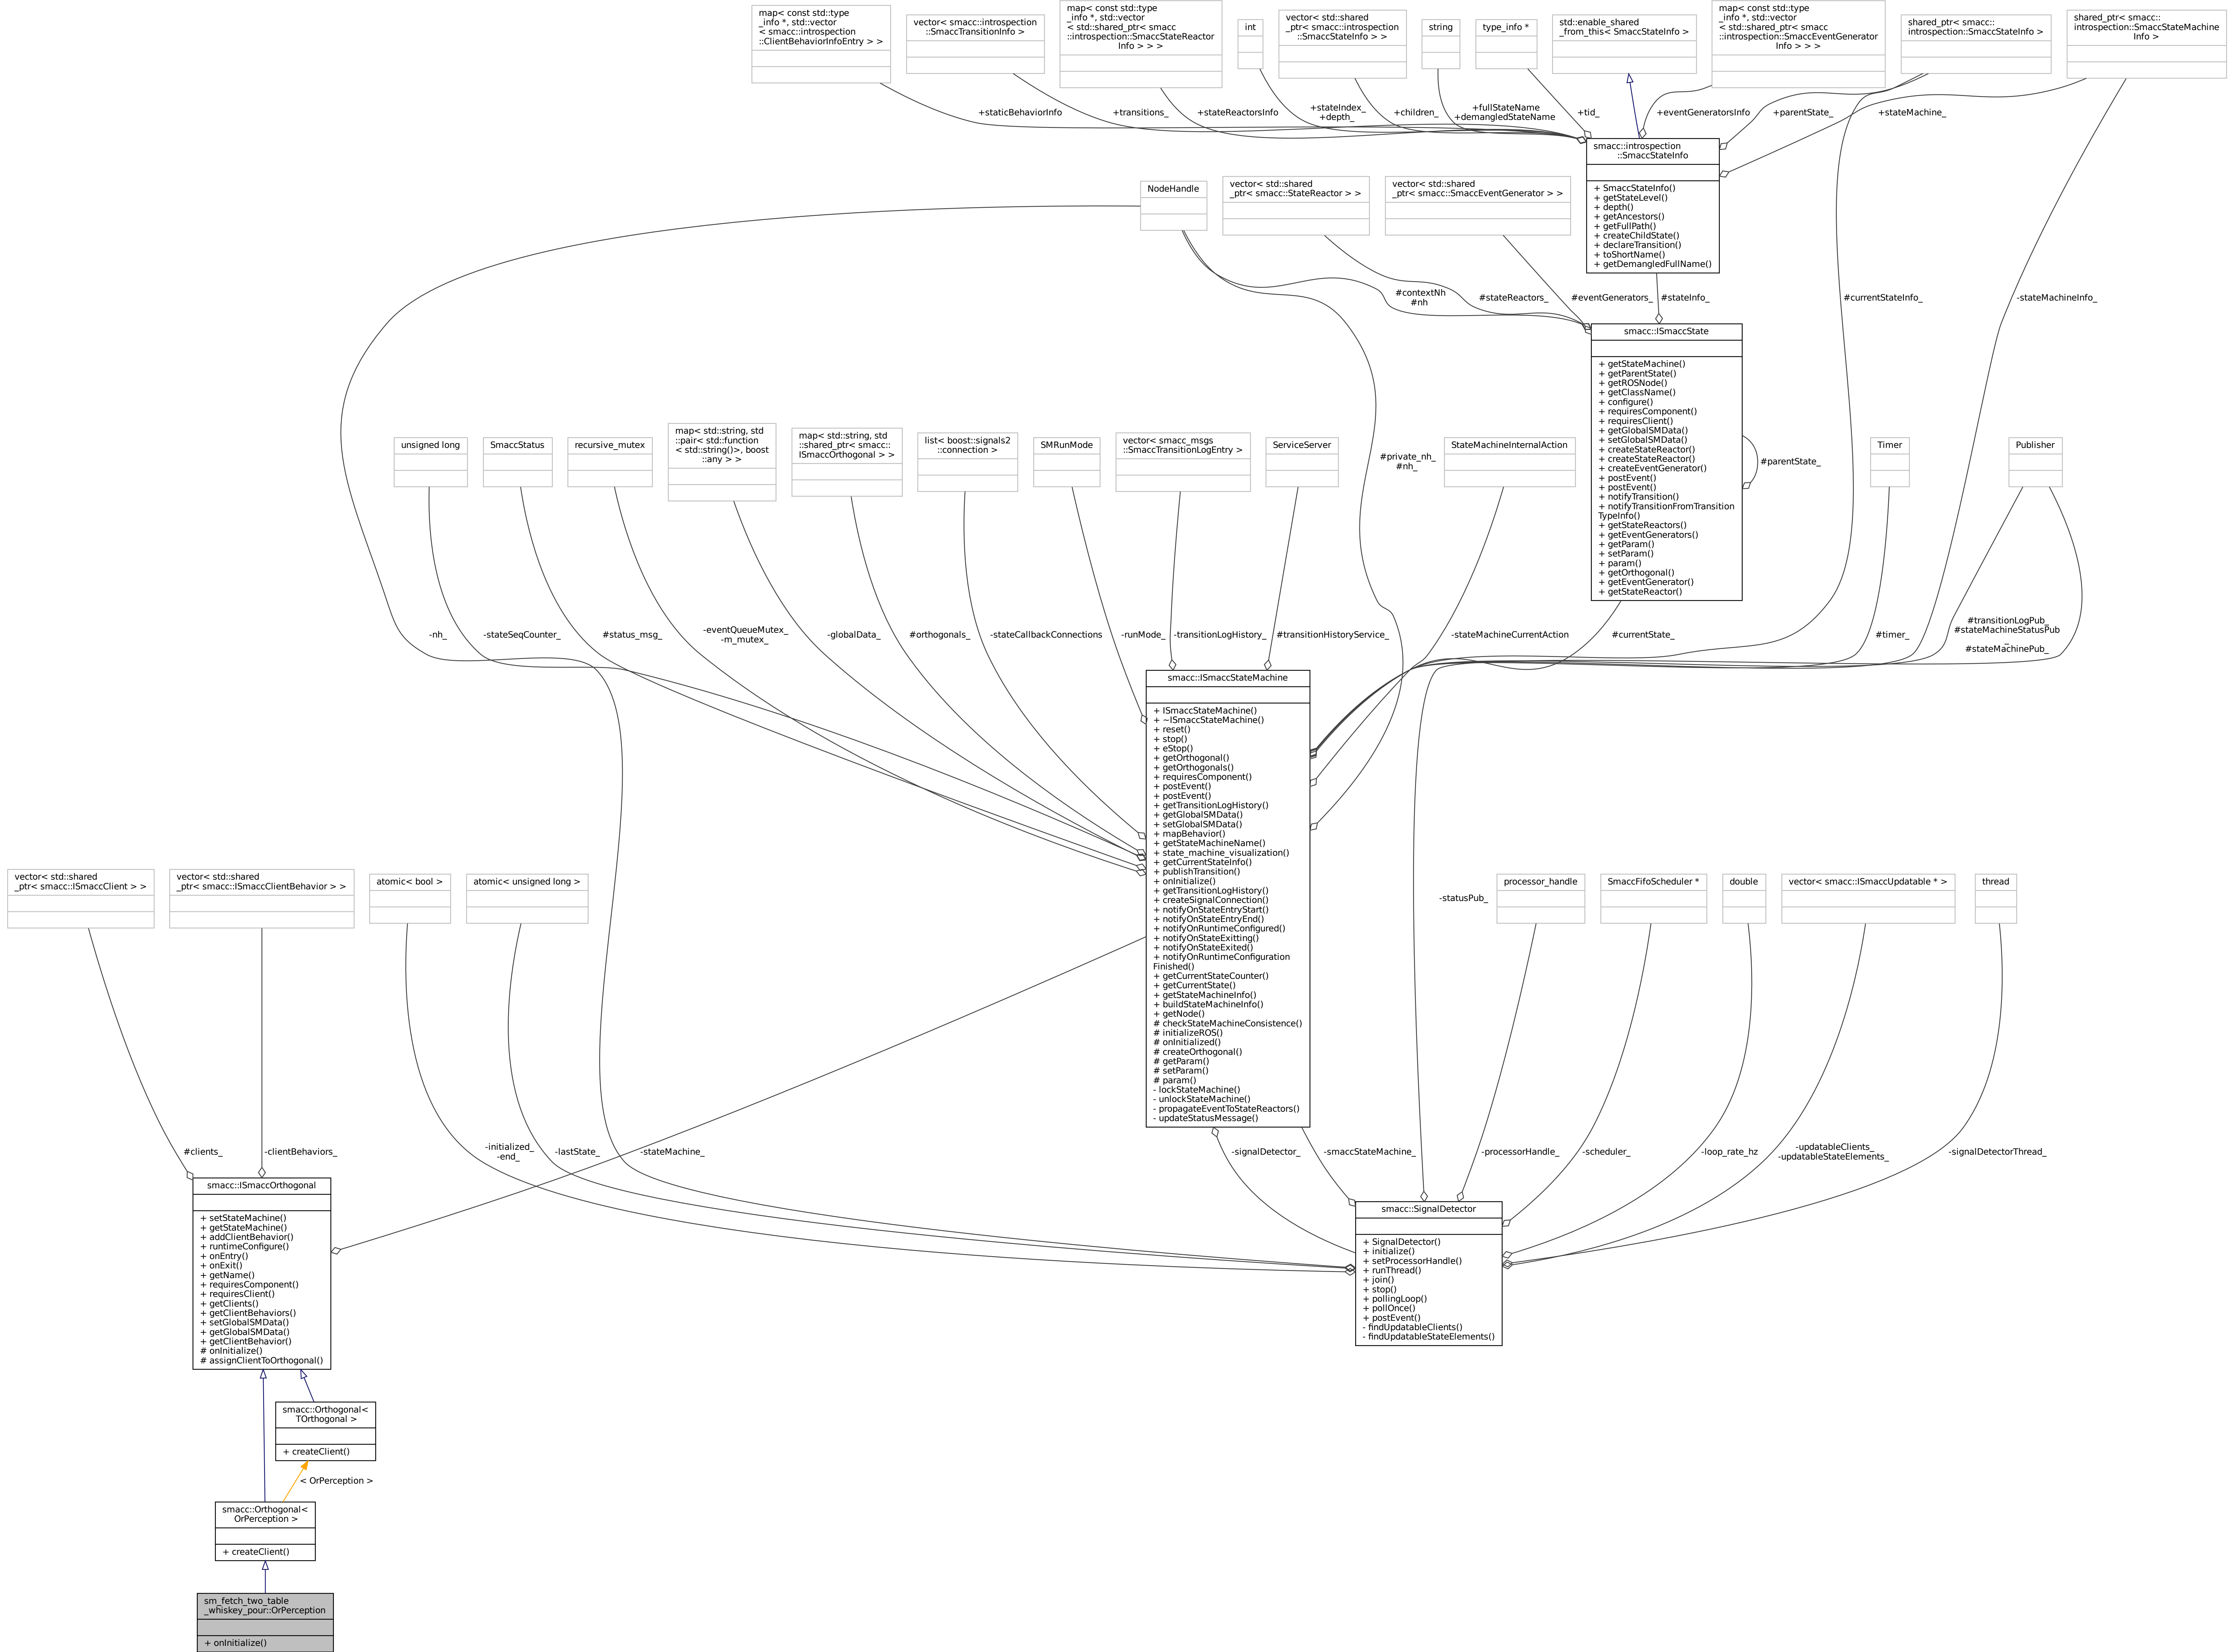 map< const std::type
_info *, std::vector
< smacc::introspection
::ClientBehaviorInfoEntry > >
vector< smacc::introspection
::SmaccTransitionInfo >
map< const std::type
_info *, std::vector
< std::shared_ptr< smacc
::introspection::SmaccStateReactor
Info > > >
int
vector< std::shared
_ptr< smacc::introspection
::SmaccStateInfo > >
string
type_info *
std::enable_shared
_from_this< SmaccStateInfo >
map< const std::type
_info *, std::vector
< std::shared_ptr< smacc
::introspection::SmaccEventGenerator
Info > > >
shared_ptr< smacc::
introspection::SmaccStateInfo >
shared_ptr< smacc::
introspection::SmaccStateMachine
Info >
+staticBehaviorInfo
+transitions_
+stateReactorsInfo
+stateIndex_
+depth_
+children_
+fullStateName
+demangledStateName
+tid_
+eventGeneratorsInfo
+parentState_
+stateMachine_
smacc::introspection
::SmaccStateInfo
+ SmaccStateInfo()
+ getStateLevel()
+ depth()
+ getAncestors()
+ getFullPath()
+ createChildState()
+ declareTransition()
+ toShortName()
+ getDemangledFullName()
NodeHandle
vector< std::shared
_ptr< smacc::StateReactor > >
vector< std::shared
_ptr< smacc::SmaccEventGenerator > >
#contextNh
#nh
#stateReactors_
#eventGenerators_
#stateInfo_
#currentStateInfo_
-stateMachineInfo_
smacc::ISmaccState
+ getStateMachine()
+ getParentState()
+ getROSNode()
+ getClassName()
+ configure()
+ requiresComponent()
+ requiresClient()
+ getGlobalSMData()
+ setGlobalSMData()
+ createStateReactor()
+ createStateReactor()
+ createEventGenerator()
+ postEvent()
+ postEvent()
+ notifyTransition()
+ notifyTransitionFromTransition
TypeInfo()
+ getStateReactors()
+ getEventGenerators()
+ getParam()
+ setParam()
+ param()
+ getOrthogonal()
+ getEventGenerator()
+ getStateReactor()
#parentState_
unsigned long
SmaccStatus
recursive_mutex
map< std::string, std
::pair< std::function
< std::string()>, boost
::any > >
map< std::string, std
::shared_ptr< smacc::
ISmaccOrthogonal > >
list< boost::signals2
::connection >
SMRunMode
vector< smacc_msgs
::SmaccTransitionLogEntry >
ServiceServer
#private_nh_
#nh_
StateMachineInternalAction
Timer
Publisher
-nh_
-stateSeqCounter_
#status_msg_
-eventQueueMutex_
-m_mutex_
-globalData_
#orthogonals_
-stateCallbackConnections
-runMode_
-transitionLogHistory_
#transitionHistoryService_
-stateMachineCurrentAction
#currentState_
#timer_
#transitionLogPub_
#stateMachineStatusPub
_
#stateMachinePub_
smacc::ISmaccStateMachine
+ ISmaccStateMachine()
+ ~ISmaccStateMachine()
+ reset()
+ stop()
+ eStop()
+ getOrthogonal()
+ getOrthogonals()
+ requiresComponent()
+ postEvent()
+ postEvent()
+ getTransitionLogHistory()
+ getGlobalSMData()
+ setGlobalSMData()
+ mapBehavior()
+ getStateMachineName()
+ state_machine_visualization()
+ getCurrentStateInfo()
+ publishTransition()
+ onInitialize()
+ getTransitionLogHistory()
+ createSignalConnection()
+ notifyOnStateEntryStart()
+ notifyOnStateEntryEnd()
+ notifyOnRuntimeConfigured()
+ notifyOnStateExitting()
+ notifyOnStateExited()
+ notifyOnRuntimeConfiguration
Finished()
+ getCurrentStateCounter()
+ getCurrentState()
+ getStateMachineInfo()
+ buildStateMachineInfo()
+ getNode()
# checkStateMachineConsistence()
# initializeROS()
# onInitialized()
# createOrthogonal()
# getParam()
# setParam()
# param()
- lockStateMachine()
- unlockStateMachine()
- propagateEventToStateReactors()
- updateStatusMessage()
vector< std::shared
_ptr< smacc::ISmaccClient > >
vector< std::shared
_ptr< smacc::ISmaccClientBehavior > >
atomic< bool >
atomic< unsigned long >
-statusPub_
processor_handle
SmaccFifoScheduler *
double
vector< smacc::ISmaccUpdatable * >
thread
#clients_
-clientBehaviors_
-initialized_
-end_
-lastState_
-stateMachine_
-signalDetector_
-smaccStateMachine_
-processorHandle_
-scheduler_
-loop_rate_hz
-updatableClients_
-updatableStateElements_
-signalDetectorThread_
smacc::ISmaccOrthogonal
+ setStateMachine()
+ getStateMachine()
+ addClientBehavior()
+ runtimeConfigure()
+ onEntry()
+ onExit()
+ getName()
+ requiresComponent()
+ requiresClient()
+ getClients()
+ getClientBehaviors()
+ setGlobalSMData()
+ getGlobalSMData()
+ getClientBehavior()
# onInitialize()
# assignClientToOrthogonal()
smacc::SignalDetector
+ SignalDetector()
+ initialize()
+ setProcessorHandle()
+ runThread()
+ join()
+ stop()
+ pollingLoop()
+ pollOnce()
+ postEvent()
- findUpdatableClients()
- findUpdatableStateElements()
smacc::Orthogonal<
TOrthogonal >
+ createClient()
< OrPerception >
smacc::Orthogonal<
OrPerception >
+ createClient()
sm_fetch_two_table
_whiskey_pour::OrPerception
+ onInitialize()